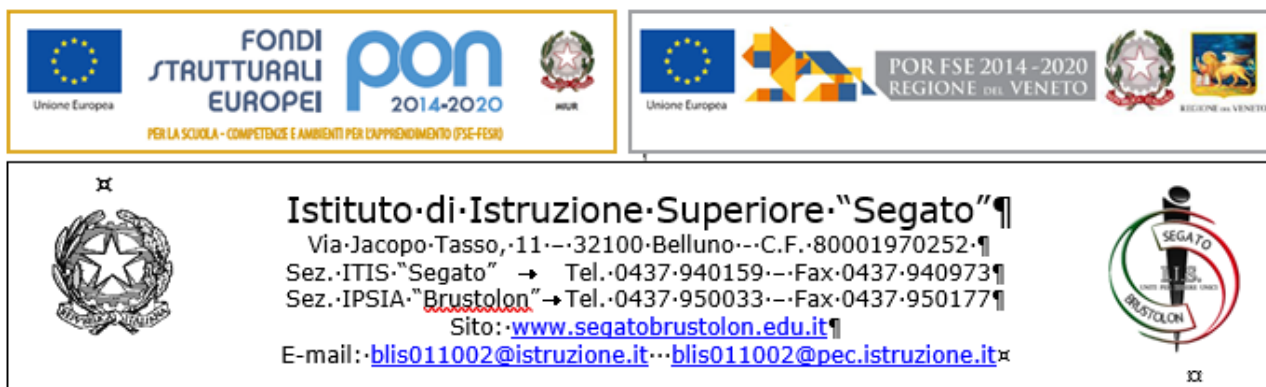 FONDI
STRUTTURALI
EUROPEI
pon
2014-2020
Unione Europea
MIUR
PER LA SCUOLA - COMPETENZE E AMBIENTI PER L'APPRENDIMENTO (FSE-FESR)
Unione Europea
POR FSE 2014-2020
REGIONE DEL VENETO
REGIONE DEL VENETO
Istituto·di·Istruzione·Superiore·“Segato”¶
Via·Jacopo·Tasso,·11·–·32100·Belluno·-·C.F.·80001970252·¶
Sez.·ITIS·“Segato” → Tel.·0437·940159·–·Fax·0437·940973¶
Sez.·IPSIA·“Brustolon”→Tel.·0437·950033·–·Fax·0437·950177¶
Sito:·www.segatobrustolon.edu.it¶
E-mail:·blis011002@istruzione.it···blis011002@pec.istruzione.it¤
REPVBBLICA ITALIANA
SEGATO
I.I.S.
BRUSTOLON